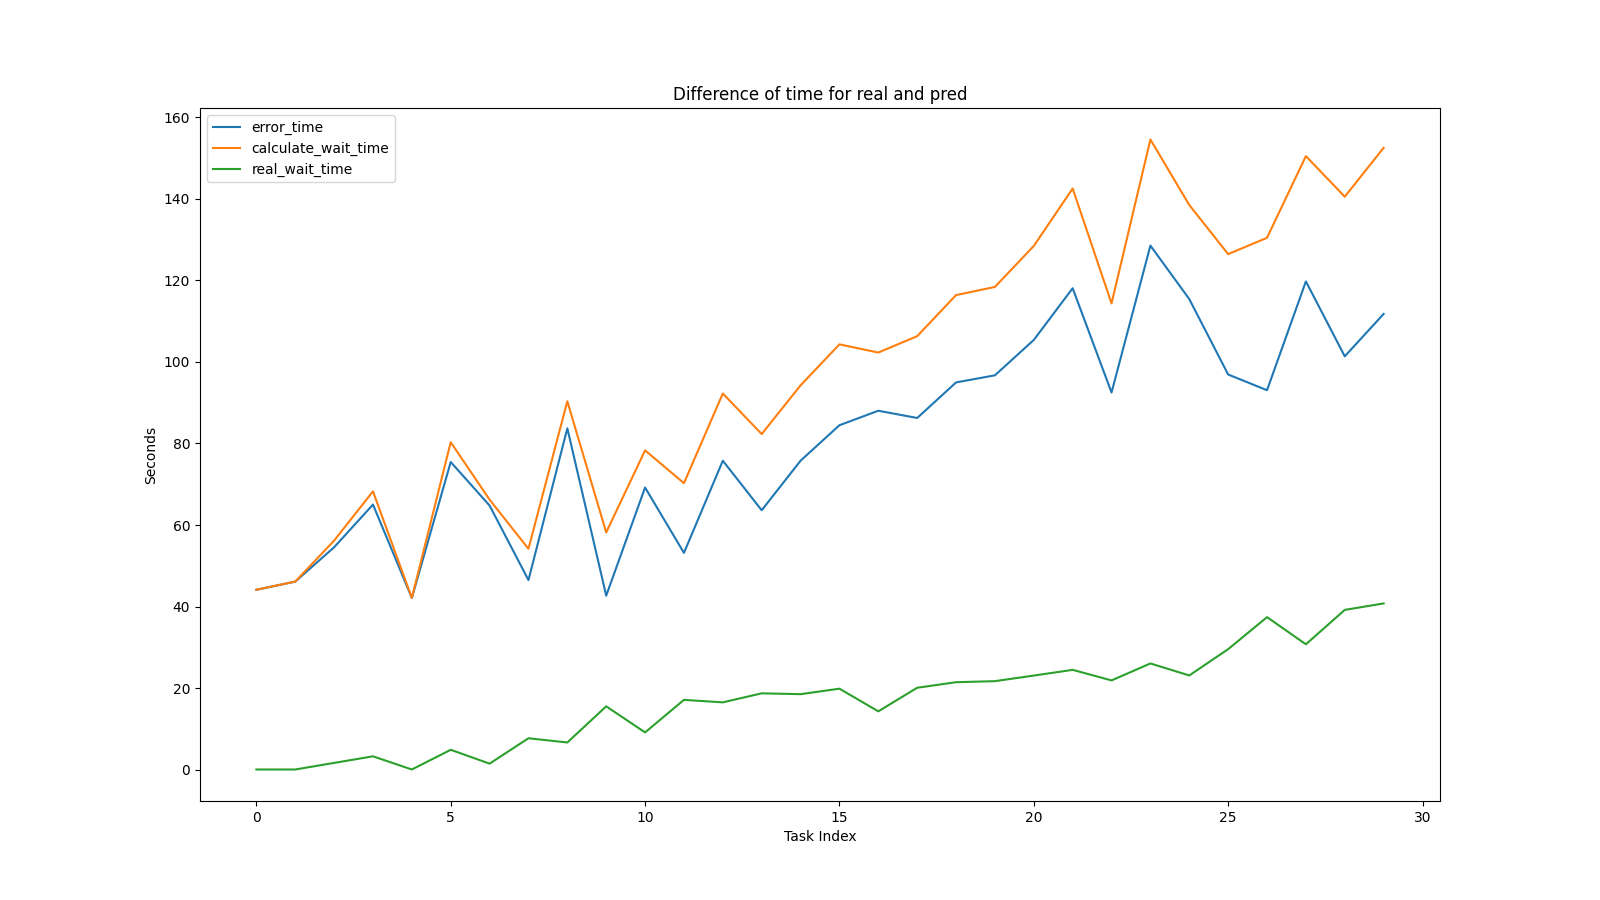 Difference of time for real and pred
error_time
calculate_wait_time
real_wait_time
160
140
120
100
80
60
40
20
0
Seconds
0 5 10 15 20 25 30
Task Index